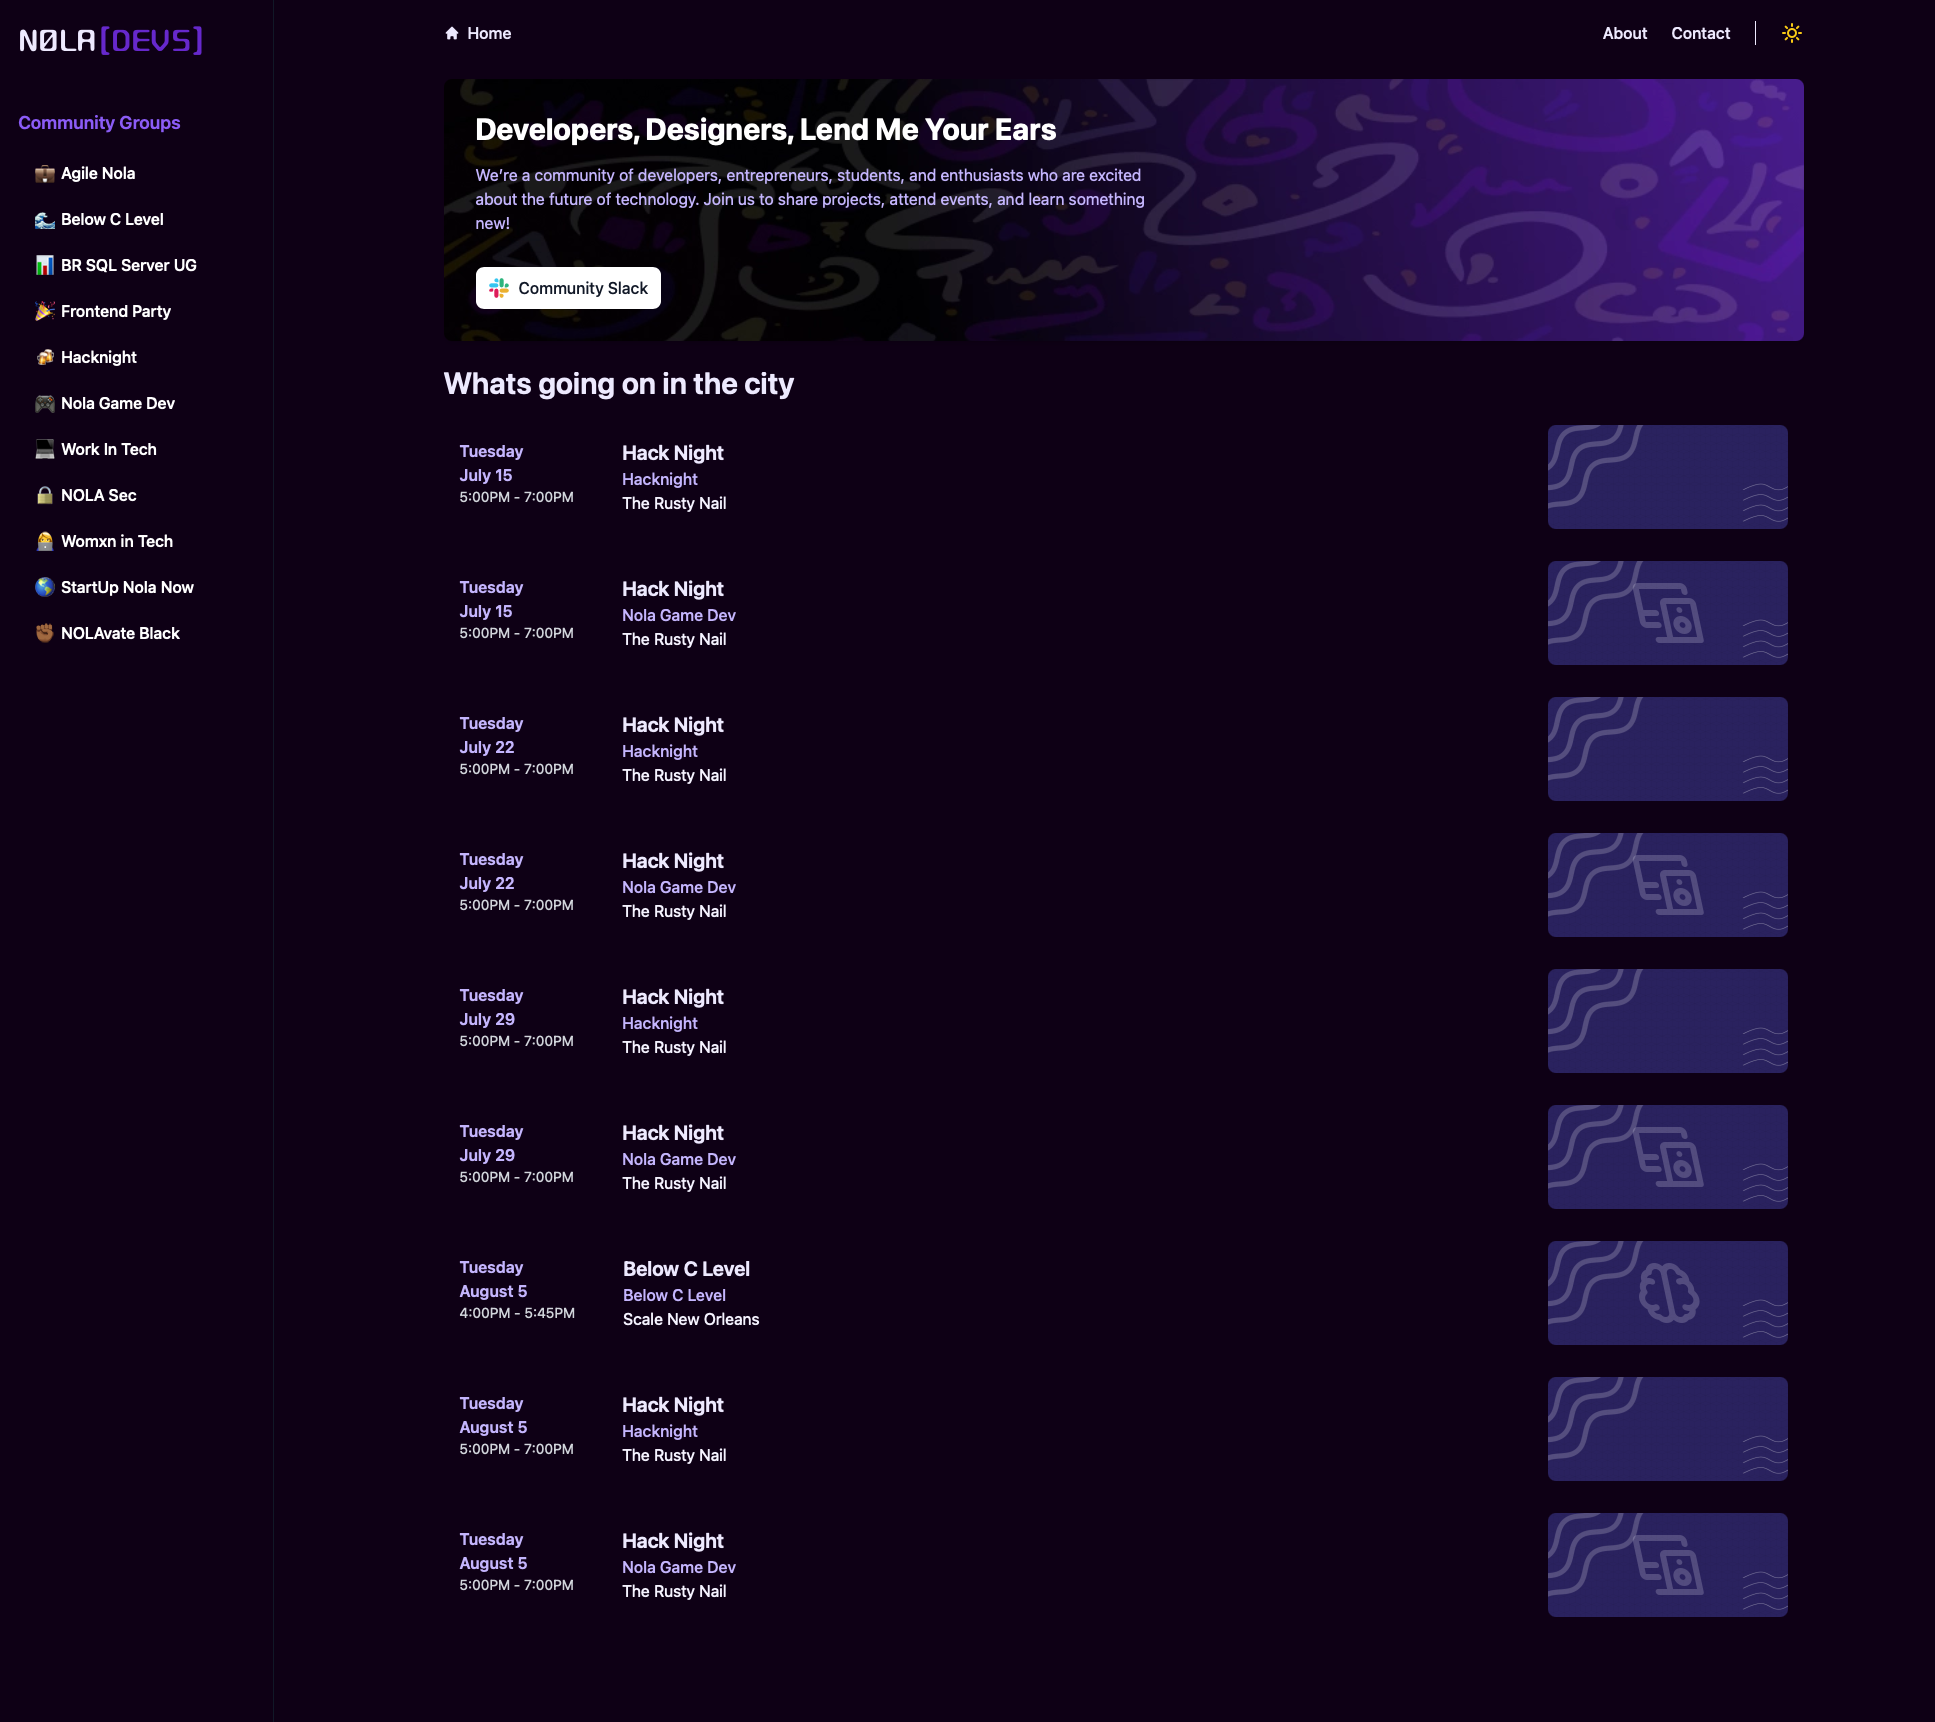 NOLA[DEVS]
Home
About
Contact
Community Groups
Agile Nola
Below C Level
BR SQL Server UG
Frontend Party
Hacknight
Nola Game Dev
Work In Tech
NOLA Sec
Womxn in Tech
StartUp Nola Now
NOLAvate Black
Developers, Designers, Lend Me Your Ears
We’re a community of developers, entrepreneurs, students, and enthusiasts who are excited
about the future of technology. Join us to share projects, attend events, and learn something
new!
Community Slack
Whats going on in the city
Tuesday
July 15
5:00PM - 7:00PM
Hack Night
Hacknight
The Rusty Nail
Tuesday
July 15
5:00PM - 7:00PM
Hack Night
Nola Game Dev
The Rusty Nail
Tuesday
July 22
5:00PM - 7:00PM
Hack Night
Hacknight
The Rusty Nail
Tuesday
July 22
5:00PM - 7:00PM
Hack Night
Nola Game Dev
The Rusty Nail
Tuesday
July 29
5:00PM - 7:00PM
Hack Night
Hacknight
The Rusty Nail
Tuesday
July 29
5:00PM - 7:00PM
Hack Night
Nola Game Dev
The Rusty Nail
Tuesday
August 5
4:00PM - 5:45PM
Below C Level
Below C Level
Scale New Orleans
Tuesday
August 5
5:00PM - 7:00PM
Hack Night
Hacknight
The Rusty Nail
Tuesday
August 5
5:00PM - 7:00PM
Hack Night
Nola Game Dev
The Rusty Nail